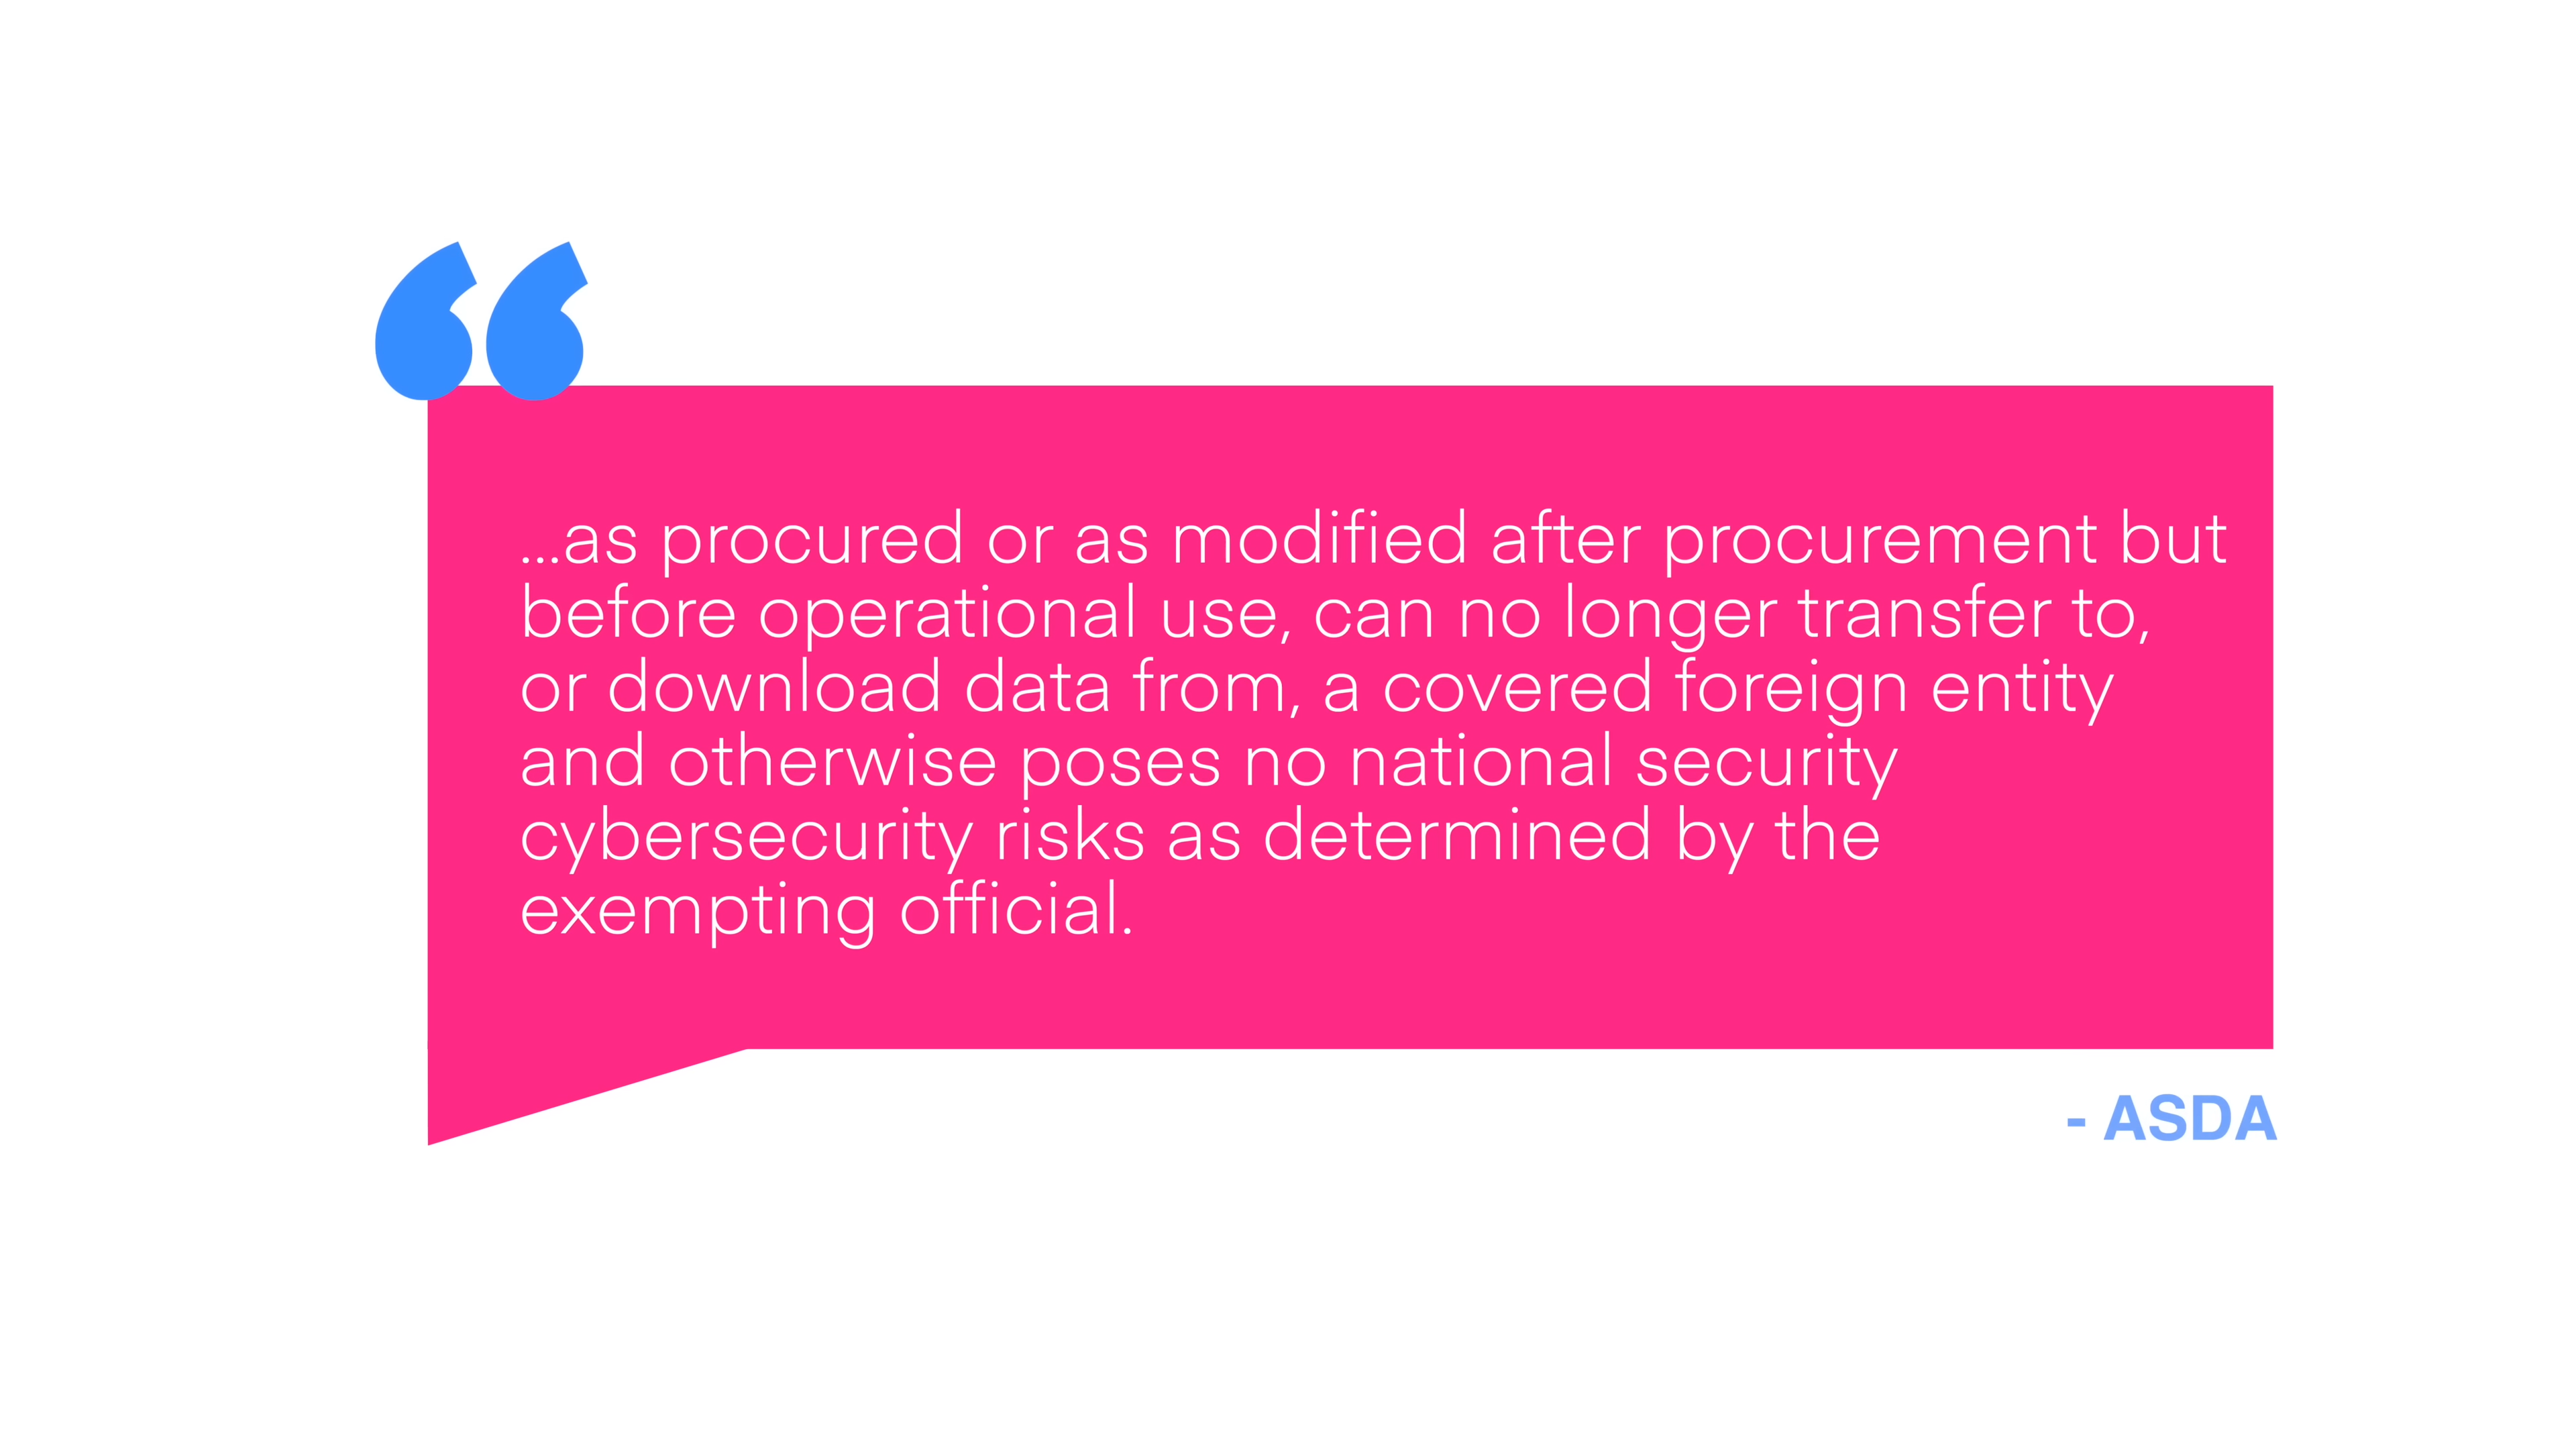 “
...as procured or as modified after procurement but
before operational use, can no longer transfer to,
or download data from, a covered foreign entity
and otherwise poses no national security
cybersecurity risks as determined by the
exempting official.
- ASDA